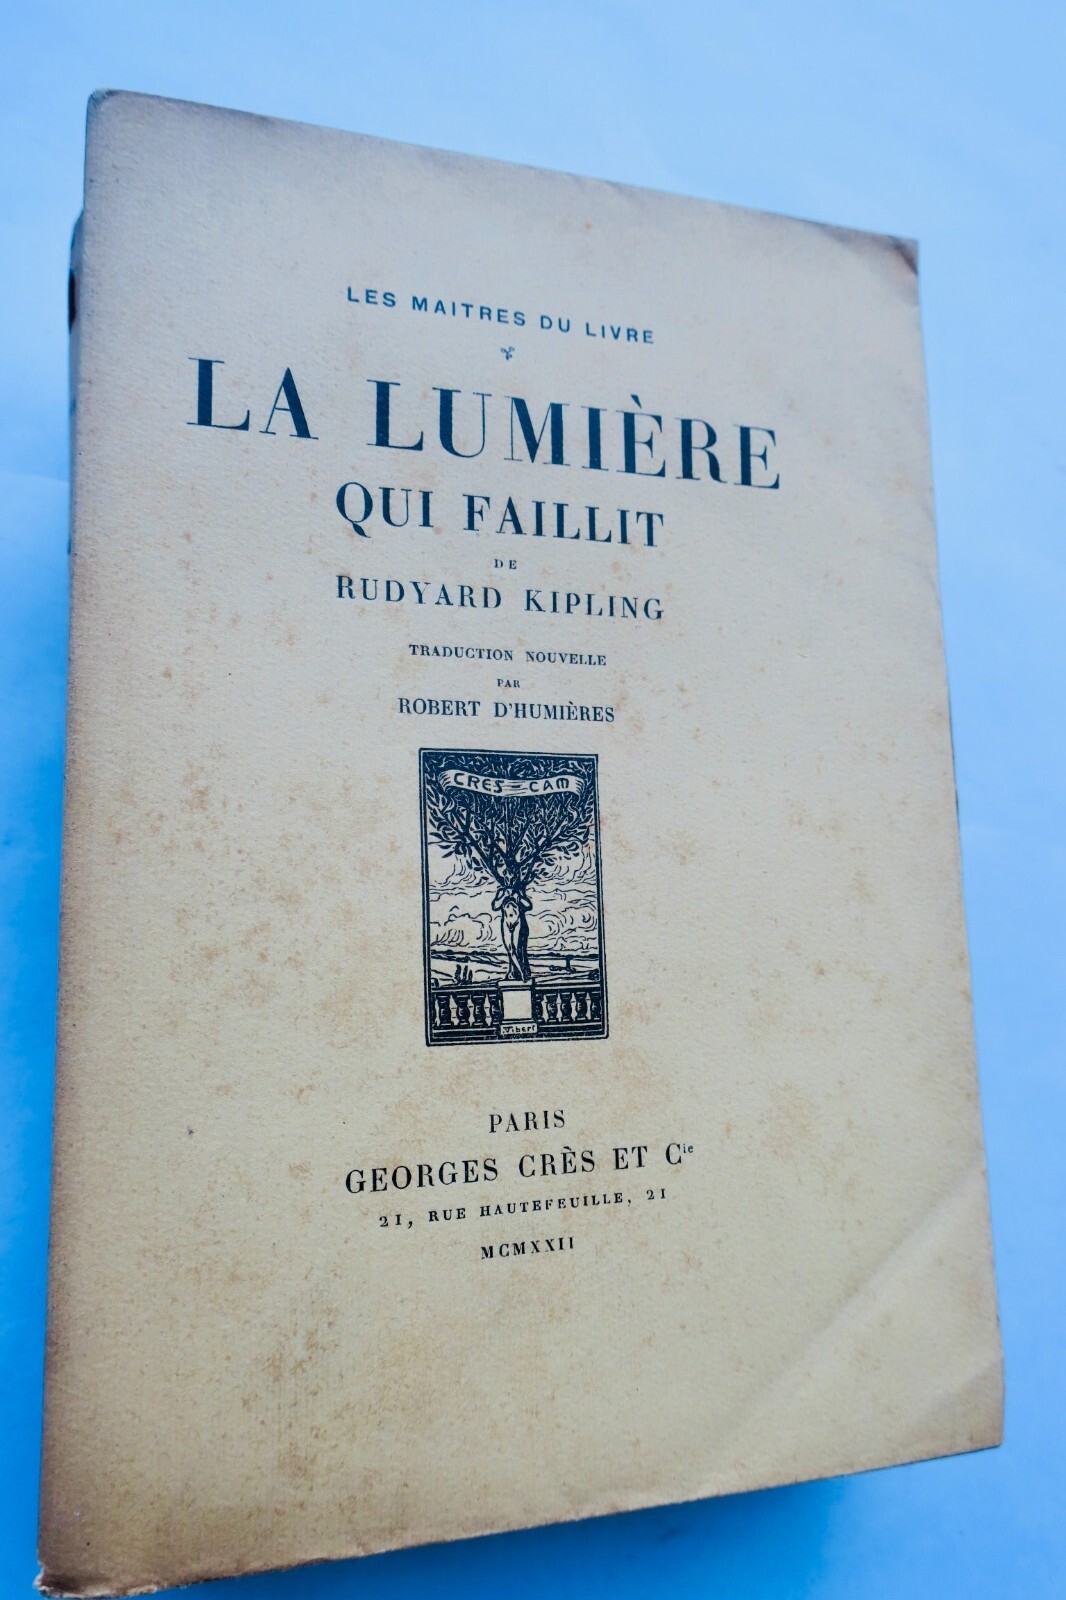 LES MAITRES DU LIVRE
LA LUMIÈRE
QUI FAILLIT
DE
RUDYARD KIPLING
TRADUCTION NOUVELLE
PAR
ROBERT D'HUMIÈRES
CRES-CAM
Vibert
PARIS
GEORGES CRÈS ET Cie
21, RUE HAUTEFEUILLE, 21
MCMXXII